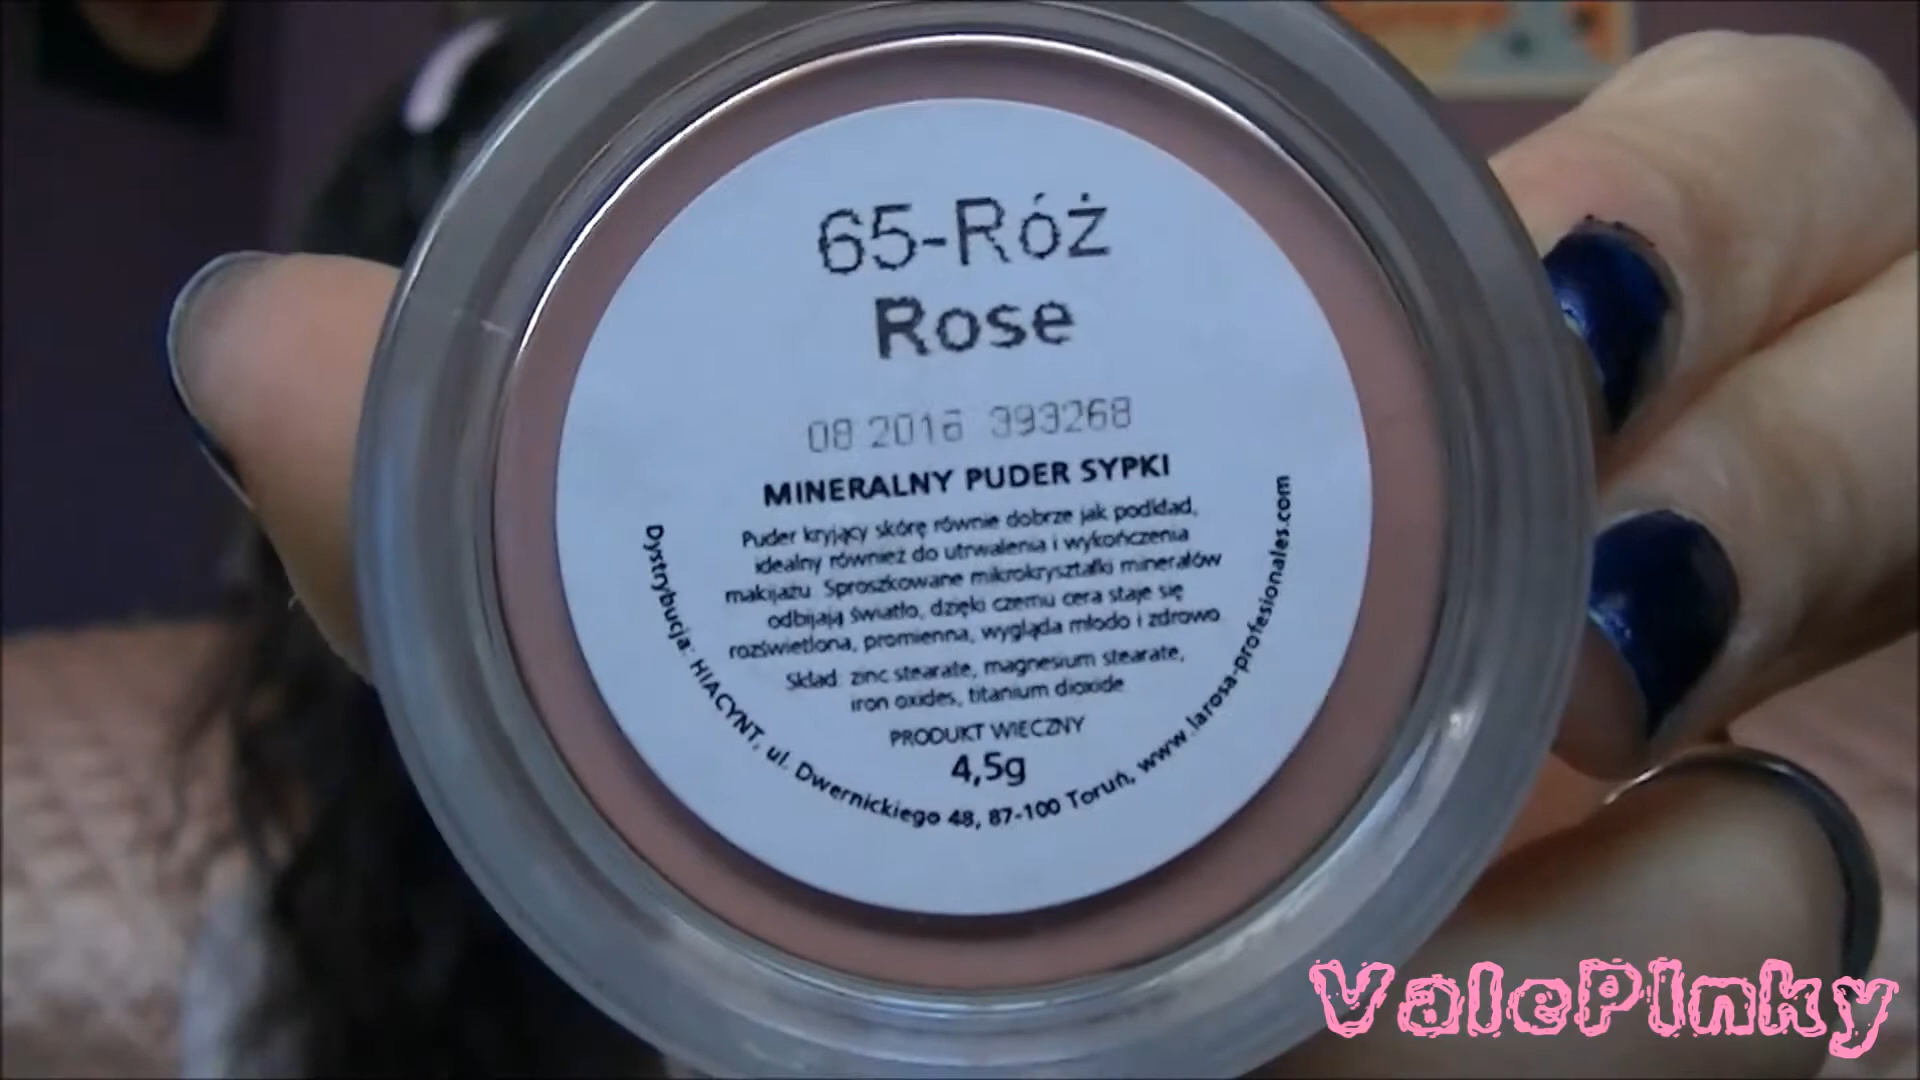 65-Róż
Rose
08 2016 393268
MINERALNY PUDER SYPKI
Puder kryjący skórę równie dobrze jak podkład,
idealny również do utrwalenia i wykończenia
makijażu. Sproszkowane mikrokryształki minerałów
odbijają światło, dzięki czemu cera staje się
rozświetlona, promienna, wygląda młodo i zdrowo.
Skład: zinc stearate, magnesium stearate,
iron oxides, titanium dioxide
PRODUKT WIECZNY
4,5g
Dystrybucja: HIACYNT, ul. Dwernickiego 48, 87-100 Toruń, www.larosa-profesionales.com
ValePInky